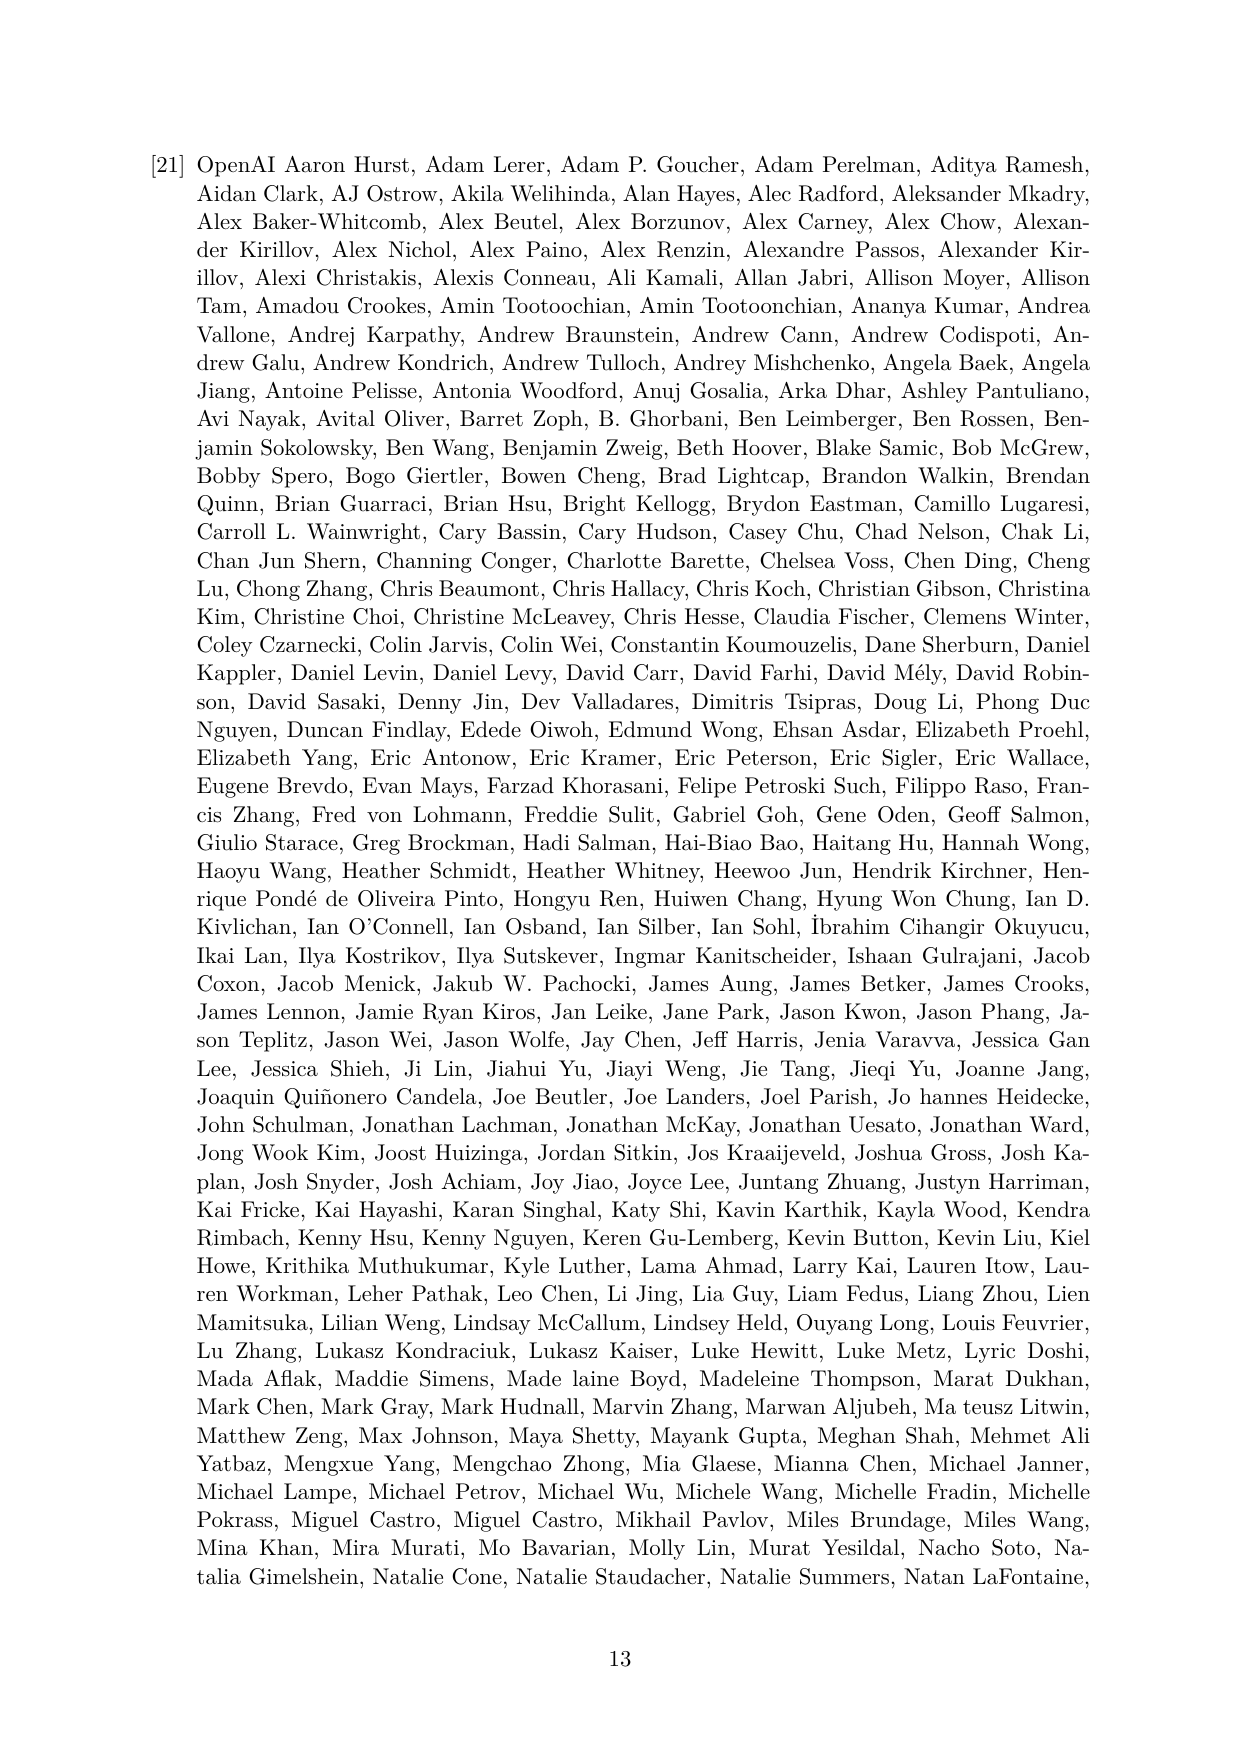 [21] OpenAI Aaron Hurst, Adam Lerer, Adam P. Goucher, Adam Perelman, Aditya Ramesh,
Aidan Clark, AJ Ostrow, Akila Welihinda, Alan Hayes, Alec Radford, Aleksander Mkadry,
Alex Baker-Whitcomb, Alex Beutel, Alex Borzunov, Alex Carney, Alex Chow, Alexan-
der Kirillov, Alex Nichol, Alex Paino, Alex Renzin, Alexandre Passos, Alexander Kir-
illov, Alexi Christakis, Alexis Conneau, Ali Kamali, Allan Jabri, Allison Moyer, Allison
Tam, Amadou Crookes, Amin Tootoochian, Amin Tootoonchian, Ananya Kumar, Andrea
Vallone, Andrej Karpathy, Andrew Braunstein, Andrew Cann, Andrew Codispoti, An-
drew Galu, Andrew Kondrich, Andrew Tulloch, Andrey Mishchenko, Angela Baek, Angela
Jiang, Antoine Pelisse, Antonia Woodford, Anuj Gosalia, Arka Dhar, Ashley Pantuliano,
Avi Nayak, Avital Oliver, Barret Zoph, B. Ghorbani, Ben Leimberger, Ben Rossen, Ben-
jamin Sokolowsky, Ben Wang, Benjamin Zweig, Beth Hoover, Blake Samic, Bob McGrew,
Bobby Spero, Bogo Giertler, Bowen Cheng, Brad Lightcap, Brandon Walkin, Brendan
Quinn, Brian Guarraci, Brian Hsu, Bright Kellogg, Brydon Eastman, Camillo Lugaresi,
Carroll L. Wainwright, Cary Bassin, Cary Hudson, Casey Chu, Chad Nelson, Chak Li,
Chan Jun Shern, Channing Conger, Charlotte Barette, Chelsea Voss, Chen Ding, Cheng
Lu, Chong Zhang, Chris Beaumont, Chris Hallacy, Chris Koch, Christian Gibson, Christina
Kim, Christine Choi, Christine McLeavey, Chris Hesse, Claudia Fischer, Clemens Winter,
Coley Czarnecki, Colin Jarvis, Colin Wei, Constantin Koumouzelis, Dane Sherburn, Daniel
Kappler, Daniel Levin, Daniel Levy, David Carr, David Farhi, David Mély, David Robin-
son, David Sasaki, Denny Jin, Dev Valladares, Dimitris Tsipras, Doug Li, Phong Duc
Nguyen, Duncan Findlay, Edede Oiwoh, Edmund Wong, Ehsan Asdar, Elizabeth Proehl,
Elizabeth Yang, Eric Antonow, Eric Kramer, Eric Peterson, Eric Sigler, Eric Wallace,
Eugene Brevdo, Evan Mays, Farzad Khorasani, Felipe Petroski Such, Filippo Raso, Fran-
cis Zhang, Fred von Lohmann, Freddie Sulit, Gabriel Goh, Gene Oden, Geoff Salmon,
Giulio Starace, Greg Brockman, Hadi Salman, Hai-Biao Bao, Haitang Hu, Hannah Wong,
Haoyu Wang, Heather Schmidt, Heather Whitney, Heewoo Jun, Hendrik Kirchner, Hen-
rique Pondé de Oliveira Pinto, Hongyu Ren, Huiwen Chang, Hyung Won Chung, Ian D.
Kivlichan, Ian O'Connell, Ian Osband, Ian Silber, Ian Sohl, İbrahim Cihangir Okuyucu,
Ikai Lan, Ilya Kostrikov, Ilya Sutskever, Ingmar Kanitscheider, Ishaan Gulrajani, Jacob
Coxon, Jacob Menick, Jakub W. Pachocki, James Aung, James Betker, James Crooks,
James Lennon, Jamie Ryan Kiros, Jan Leike, Jane Park, Jason Kwon, Jason Phang, Ja-
son Teplitz, Jason Wei, Jason Wolfe, Jay Chen, Jeff Harris, Jenia Varavva, Jessica Gan
Lee, Jessica Shieh, Ji Lin, Jiahui Yu, Jiayi Weng, Jie Tang, Jieqi Yu, Joanne Jang,
Joaquin Quiñonero Candela, Joe Beutler, Joe Landers, Joel Parish, Jo hannes Heidecke,
John Schulman, Jonathan Lachman, Jonathan McKay, Jonathan Uesato, Jonathan Ward,
Jong Wook Kim, Joost Huizinga, Jordan Sitkin, Jos Kraaijeveld, Joshua Gross, Josh Ka-
plan, Josh Snyder, Josh Achiam, Joy Jiao, Joyce Lee, Juntang Zhuang, Justyn Harriman,
Kai Fricke, Kai Hayashi, Karan Singhal, Katy Shi, Kavin Karthik, Kayla Wood, Kendra
Rimbach, Kenny Hsu, Kenny Nguyen, Keren Gu-Lemberg, Kevin Button, Kevin Liu, Kiel
Howe, Krithika Muthukumar, Kyle Luther, Lama Ahmad, Larry Kai, Lauren Itow, Lau-
ren Workman, Leher Pathak, Leo Chen, Li Jing, Lia Guy, Liam Fedus, Liang Zhou, Lien
Mamitsuka, Lilian Weng, Lindsay McCallum, Lindsey Held, Ouyang Long, Louis Feuvrier,
Lu Zhang, Lukasz Kondraciuk, Lukasz Kaiser, Luke Hewitt, Luke Metz, Lyric Doshi,
Mada Aflak, Maddie Simens, Made laine Boyd, Madeleine Thompson, Marat Dukhan,
Mark Chen, Mark Gray, Mark Hudnall, Marvin Zhang, Marwan Aljubeh, Ma teusz Litwin,
Matthew Zeng, Max Johnson, Maya Shetty, Mayank Gupta, Meghan Shah, Mehmet Ali
Yatbaz, Mengxue Yang, Mengchao Zhong, Mia Glaese, Mianna Chen, Michael Janner,
Michael Lampe, Michael Petrov, Michael Wu, Michele Wang, Michelle Fradin, Michelle
Pokrass, Miguel Castro, Miguel Castro, Mikhail Pavlov, Miles Brundage, Miles Wang,
Mina Khan, Mira Murati, Mo Bavarian, Molly Lin, Murat Yesildal, Nacho Soto, Na-
talia Gimelshein, Natalie Cone, Natalie Staudacher, Natalie Summers, Natan LaFontaine,
13